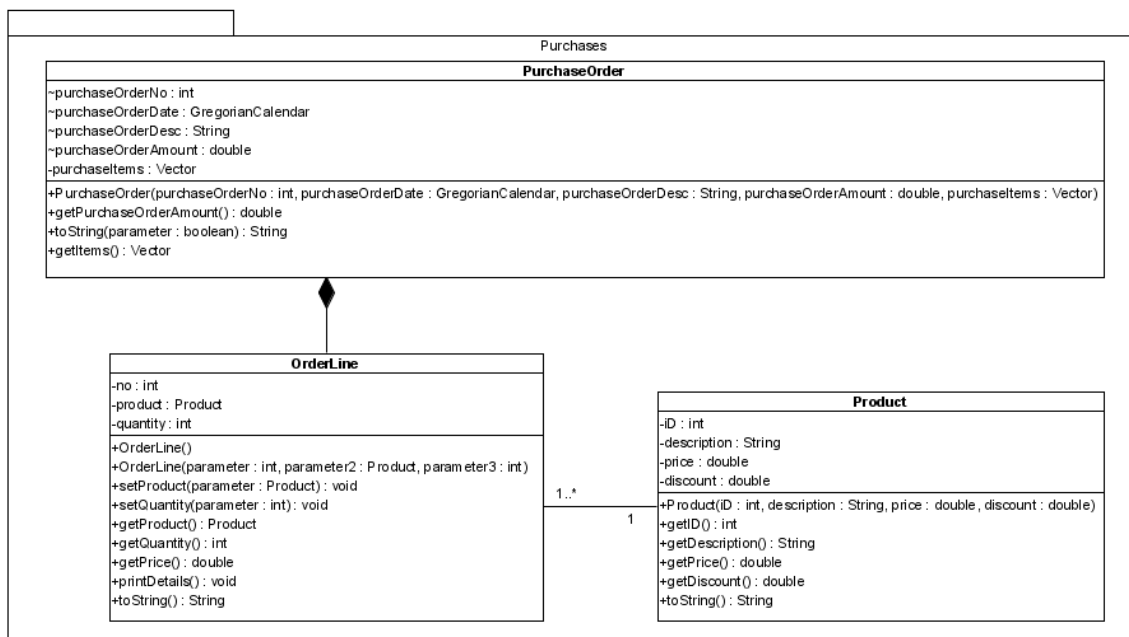 Purchases
PurchaseOrder
~purchaseOrderNo : int
~purchaseOrderDate : GregorianCalendar
~purchaseOrderDesc : String
~purchaseOrderAmount : double
-purchaseItems : Vector
+PurchaseOrder(purchaseOrderNo : int, purchaseOrderDate : GregorianCalendar, purchaseOrderDesc : String, purchaseOrderAmount : double, purchaseItems : Vector)
+getPurchaseOrderAmount() : double
+toString(parameter : boolean) : String
+getItems() : Vector
OrderLine
-no : int
-product : Product
-quantity : int
+OrderLine()
+OrderLine(parameter : int, parameter2 : Product, parameter3 : int)
+setProduct(parameter : Product) : void
+setQuantity(parameter : int) : void
+getProduct() : Product
+getQuantity() : int
+getPrice() : double
+printDetails() : void
+toString() : String
1..*
1
Product
-iD : int
-description : String
-price : double
-discount : double
+Product(iD : int, description : String, price : double, discount : double)
+getID() : int
+getDescription() : String
+getPrice() : double
+getDiscount() : double
+toString() : String